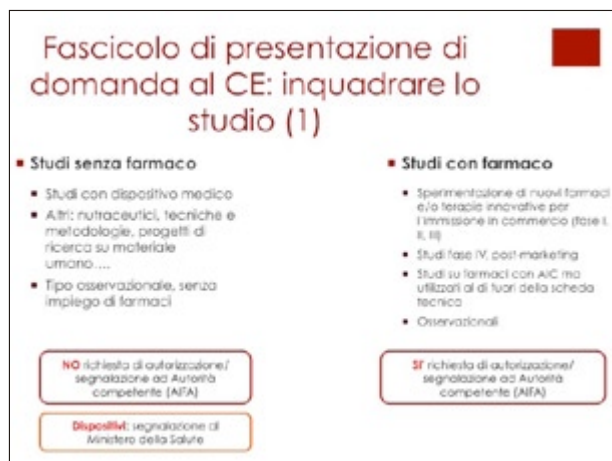 Fascicolo di presentazione di
domanda al CE: inquadrare lo
studio (1)
Studi senza farmaco
Studi con dispositivo medico
Altri: nutraceutici, tecniche e
metodologie, progetti di
ricerca su materiale
umano....
Tipo osservazionale, senza
impiego di farmaci
NO richiesta di autorizzazione/
segnalazione ad Autorità
competente (AIFA)
Dispositivi: segnalazione al
Ministero della Salute
Studi con farmaco
Sperimentazione di nuovi farmaci
e/o terapie innovative per
l'immissione in commercio (fase I,
II, III)
Studi fase IV, post-marketing
Studi su farmaci con AIC ma
utilizzati al di fuori della scheda
tecnica
Osservazionali
SI' richiesta di autorizzazione/
segnalazione ad Autorità
competente (AIFA)